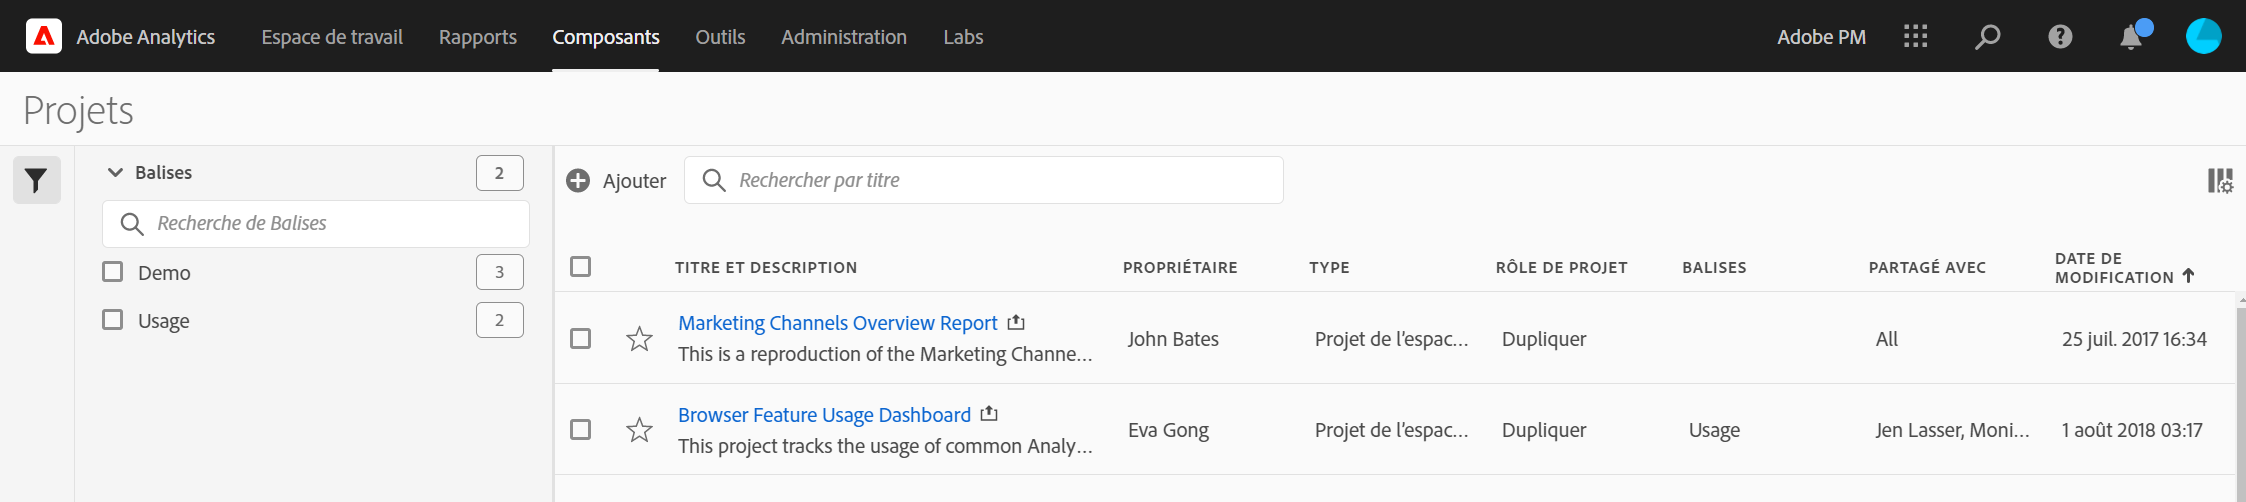 Adobe Analytics Espace de travail Rapports Composants Outils Administration Labs Adobe PM
Projets
Balises 2
Recherche de Balises
Demo 3
Usage 2
Ajouter Rechercher par titre
TITRE ET DESCRIPTION PROPRIÉTAIRE TYPE RÔLE DE PROJET BALISES PARTAGÉ AVEC DATE DE
MODIFICATION
Marketing Channels Overview Report
This is a reproduction of the Marketing Channe... John Bates Projet de l'espac... Dupliquer All 25 juil. 2017 16:34
Browser Feature Usage Dashboard
This project tracks the usage of common Analy... Eva Gong Projet de l'espac... Dupliquer Usage Jen Lasser, Moni... 1 août 2018 03:17